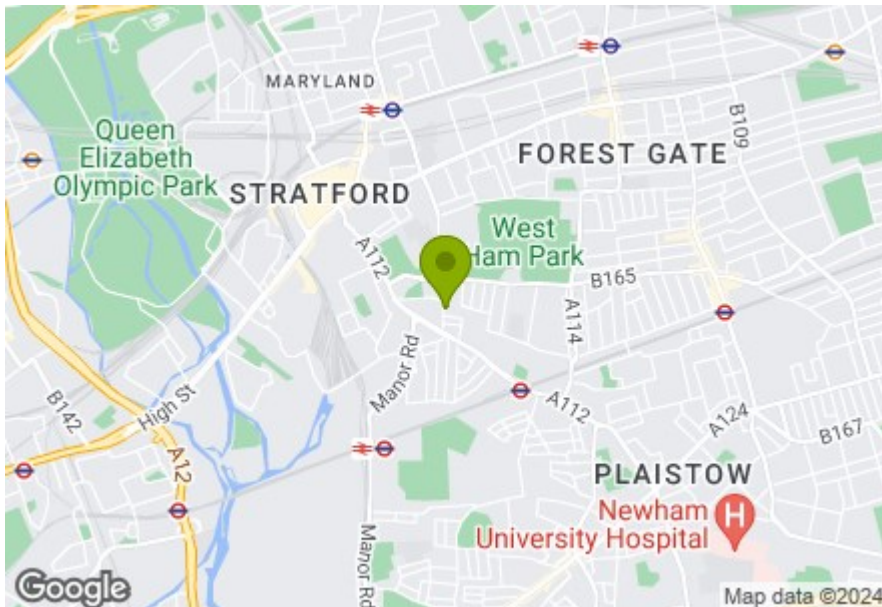 MARYLAND
B109
Queen
Elizabeth
Olympic Park
FOREST GATE
STRATFORD
West
Ham Park
A112
B165
A114
Manor Rd
B142
High St
A112
A124
B167
A12
PLAISTOW
Newham
University Hospital
H
Manor Rd
Google
Map data ©2024